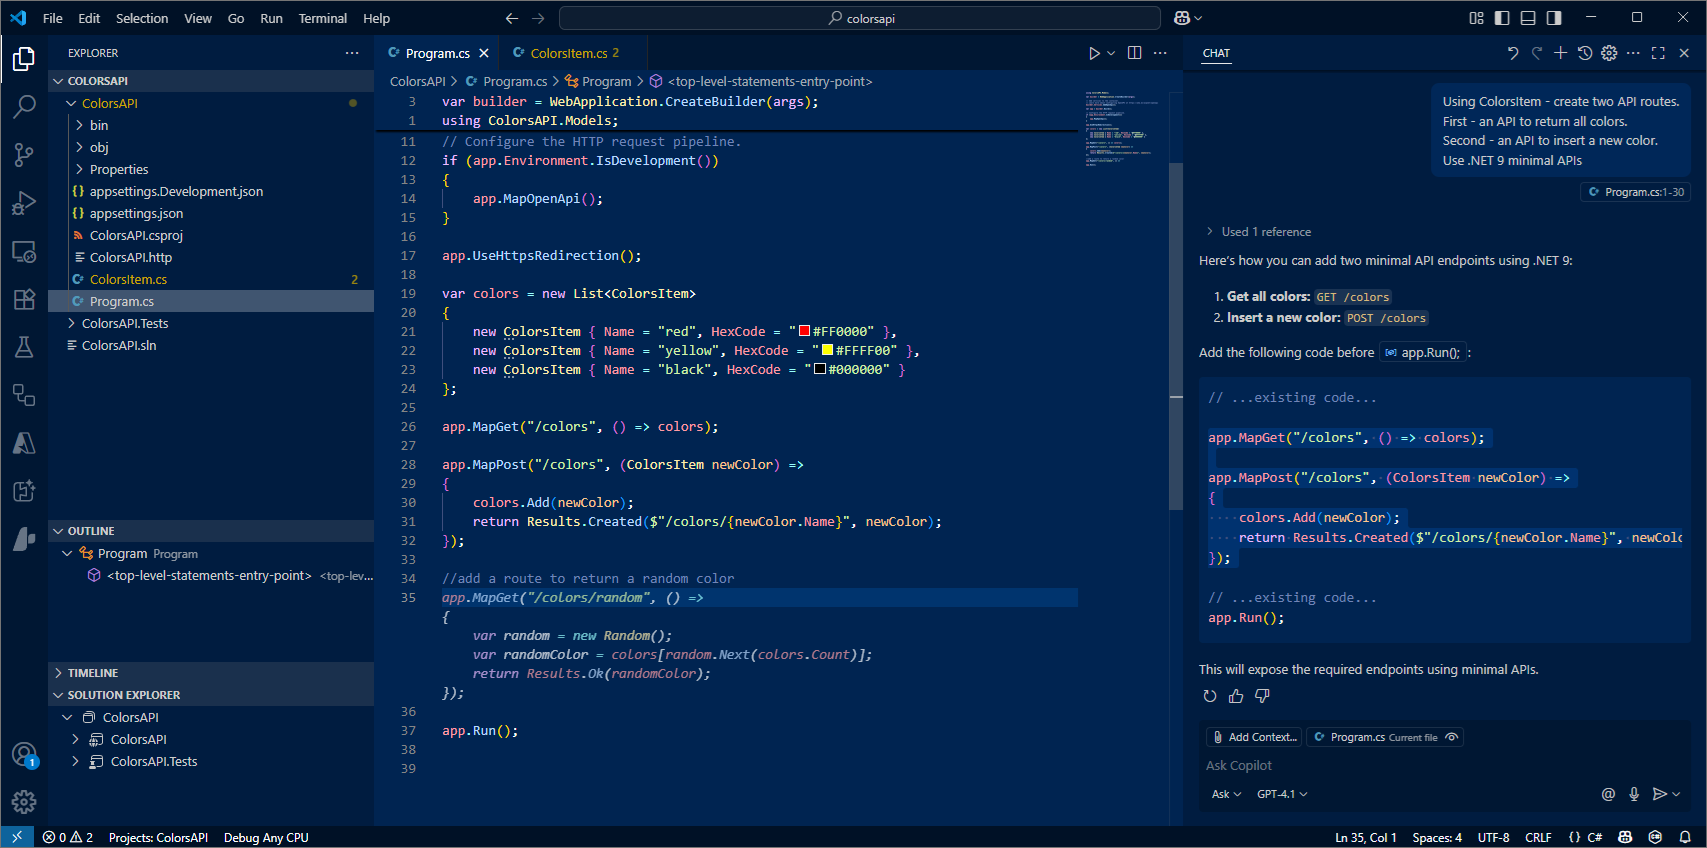 File Edit Selection View Go Run Terminal Help
colorsapi
EXPLORER
COLORSAPI
ColorsAPI
bin
obj
Properties
{} appsettings.Development.json
{} appsettings.json
ColorsAPI.csproj
ColorsAPI.http
ColorsItem.cs 2
Program.cs
ColorsAPI.Tests
ColorsAPI.sln
OUTLINE
Program Program
<top-level-statements-entry-point> <top-lev...
TIMELINE
SOLUTION EXPLORER
ColorsAPI
ColorsAPI
ColorsAPI.Tests
1
Program.cs ColorsItem.cs 2
ColorsAPI > Program.cs > Program > <top-level-statements-entry-point>
3 var builder = WebApplication.CreateBuilder(args);
1 using ColorsAPI.Models;
11 // Configure the HTTP request pipeline.
12 if (app.Environment.IsDevelopment())
13 {
14 app.MapOpenApi();
15 }
16
17 app.UseHttpsRedirection();
18
19 var colors = new List<ColorsItem>
20 {
21 new ColorsItem { Name = "red", HexCode = "#FF0000" },
22 new ColorsItem { Name = "yellow", HexCode = "#FFFF00" },
23 new ColorsItem { Name = "black", HexCode = "#000000" }
24 };
25
26 app.MapGet("/colors", () => colors);
27
28 app.MapPost("/colors", (ColorsItem newColor) =>
29 {
30 colors.Add(newColor);
31 return Results.Created($"/colors/{newColor.Name}", newColor);
32 });
33
34 //add a route to return a random color
35 app.MapGet("/colors/random", () =>
{
var random = new Random();
var randomColor = colors[random.Next(colors.Count)];
return Results.Ok(randomColor);
});
36
37 app.Run();
38
39
CHAT
Using ColorsItem - create two API routes.
First - an API to return all colors.
Second - an API to insert a new color.
Use .NET 9 minimal APIs
Program.cs:1-30
Used 1 reference
Here's how you can add two minimal API endpoints using .NET 9:
1. Get all colors: GET /colors
2. Insert a new color: POST /colors
Add the following code before app.Run(); :
// ...existing code...
app.MapGet("/colors", () => colors);
app.MapPost("/colors", (ColorsItem newColor) =>
{
colors.Add(newColor);
return Results.Created($"/colors/{newColor.Name}", newColo
});
// ...existing code...
app.Run();
This will expose the required endpoints using minimal APIs.
Add Context... Program.cs Current file
Ask Copilot
Ask GPT-4.1
0 2 Projects: ColorsAPI Debug Any CPU
Ln 35, Col 1 Spaces: 4 UTF-8 CRLF {} C#